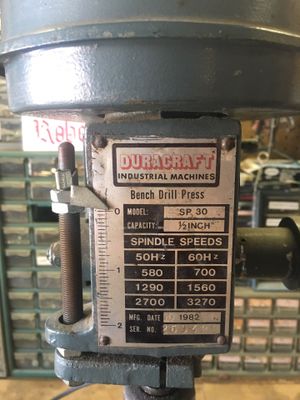 DURACRAFT
INDUSTRIAL MACHINES
Bench Drill Press
MODEL: SP 30
CAPACITY: ½ INCH
SPINDLE SPEEDS
50Hz 60Hz
580 700
1290 1560
2700 3270
MFG. DATE 1982
SER. NO.
0
1
2